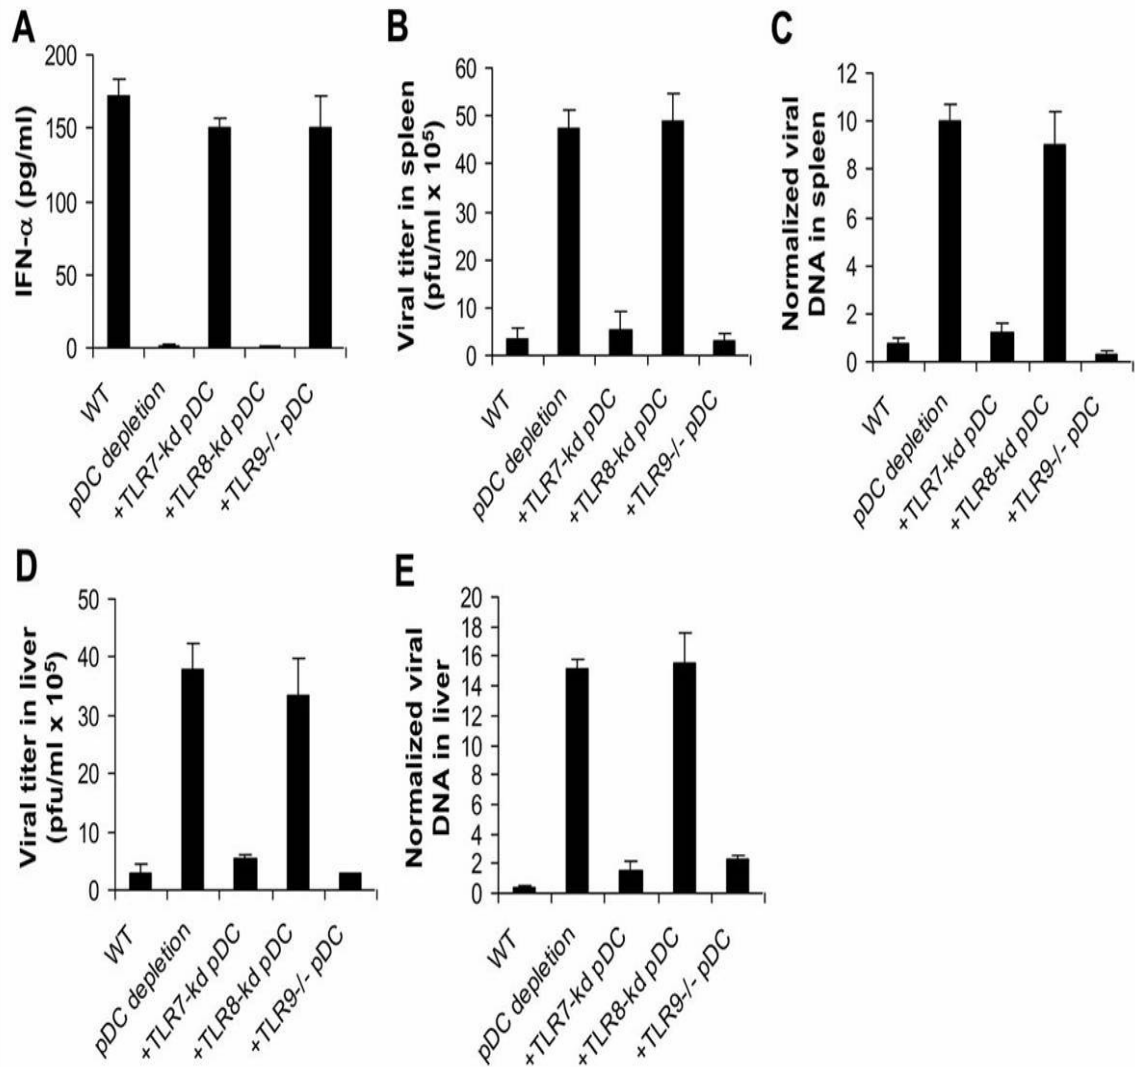 A
IFN-α (pg/ml)
200
150
100
50
0
WT
pDC depletion
+TLR7-kd pDC
+TLR8-kd pDC
+TLR9-/- pDC
B
Viral titer in spleen
(pfu/ml x 10⁵)
60
50
40
30
20
10
0
WT
pDC depletion
+TLR7-kd pDC
+TLR8-kd pDC
+TLR9-/- pDC
C
Normalized viral
DNA in spleen
12
10
8
6
4
2
0
WT
pDC depletion
+TLR7-kd pDC
+TLR8-kd pDC
+TLR9-/- pDC
D
Viral titer in liver
(pfu/ml x 10⁵)
50
40
30
20
10
0
WT
pDC depletion
+TLR7-kd pDC
+TLR8-kd pDC
+TLR9-/- pDC
E
Normalized viral
DNA in liver
20
18
16
14
12
10
8
6
4
2
0
WT
pDC depletion
+TLR7-kd pDC
+TLR8-kd pDC
+TLR9-/- pDC